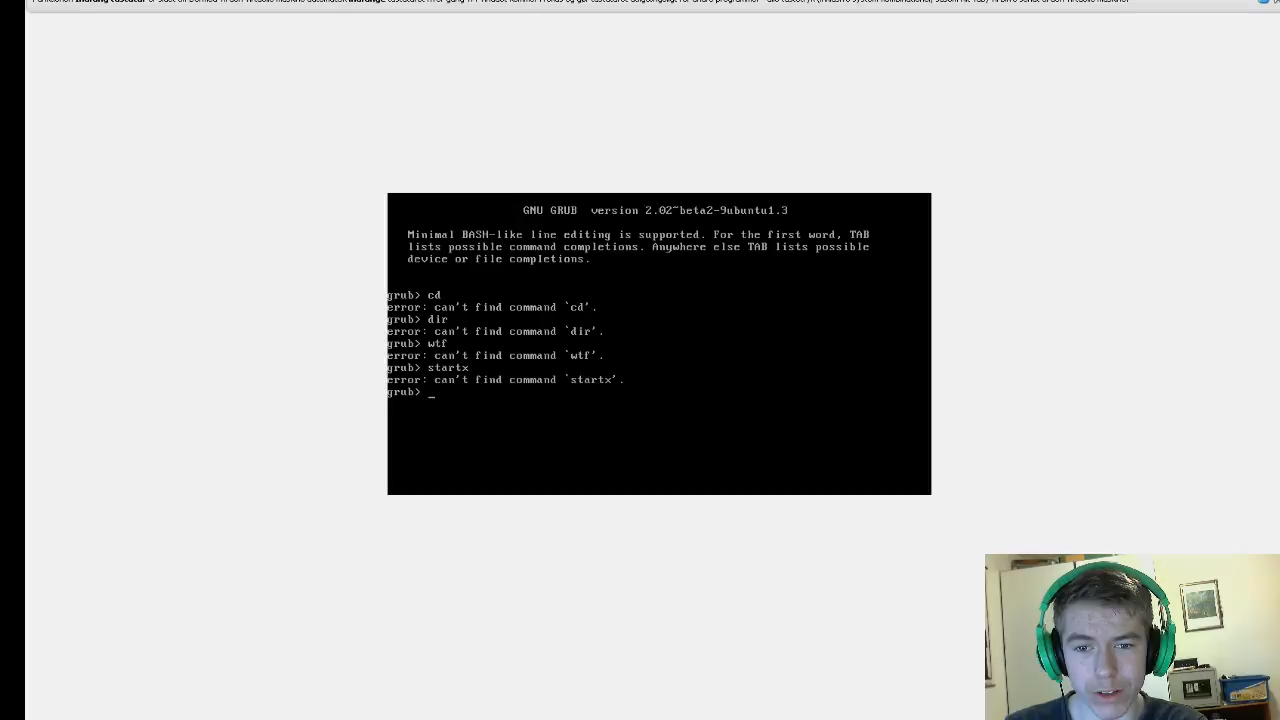 GNU GRUB version 2.02~beta2-9ubuntu1.3
Minimal BASH-like line editing is supported. For the first word, TAB
lists possible command completions. Anywhere else TAB lists possible
device or file completions.
grub> cd
error: can't find command `cd'.
grub> dir
error: can't find command `dir'.
grub> wtf
error: can't find command `wtf'.
grub> startx
error: can't find command `startx'.
grub> _